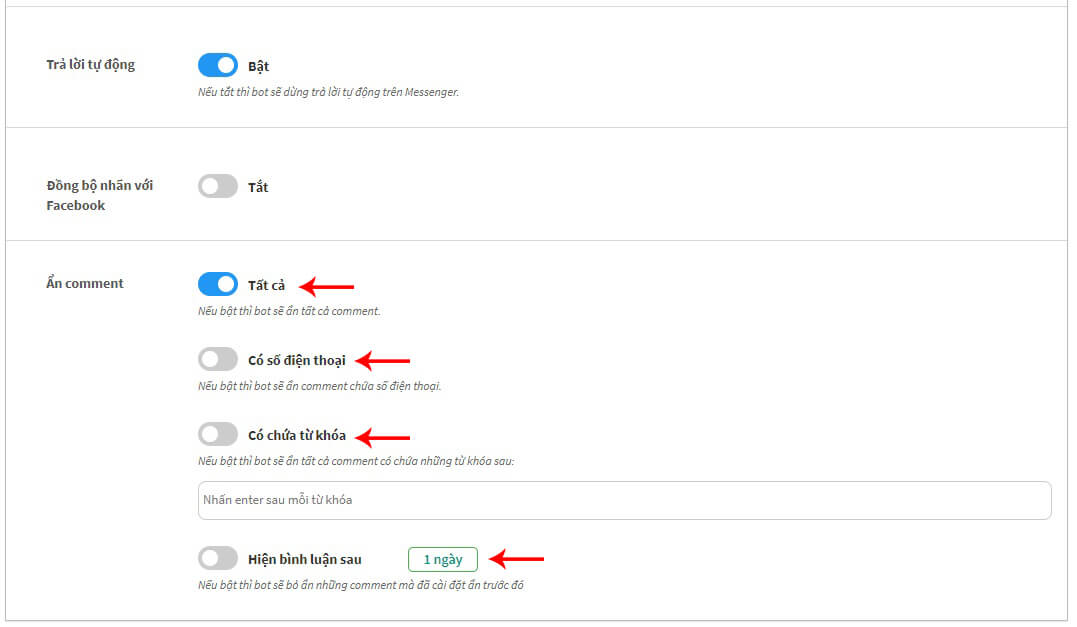 Trả lời tự động
Bật
Nếu tắt thì bot sẽ dừng trả lời tự động trên Messenger.
Đồng bộ nhãn với
Facebook
Tắt
Ẩn comment
Tất cả
Nếu bật thì bot sẽ ẩn tất cả comment.
Có số điện thoại
Nếu bật thì bot sẽ ẩn comment chứa số điện thoại.
Có chứa từ khóa
Nếu bật thì bot sẽ ẩn tất cả comment có chứa những từ khóa sau:
Nhấn enter sau mỗi từ khóa
Hiện bình luận sau
1 ngày
Nếu bật thì bot sẽ bỏ ẩn những comment mà đã cài đặt ẩn trước đó